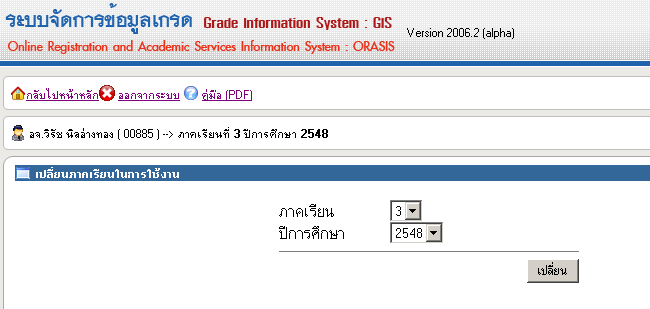 ระบบจัดการข้อมูลเกรด Grade Information System : GIS Version 2006.2 (alpha)
Online Registration and Academic Services Information System : ORASIS
กลับไปหน้าหลัก ออกจากระบบ คู่มือ (PDF)
อจ.วิรัช นิลอ่างทอง ( 00885 ) --> ภาคเรียนที่ 3 ปีการศึกษา 2548
เปลี่ยนภาคเรียนในการใช้งาน
ภาคเรียน 3
ปีการศึกษา 2548
เปลี่ยน